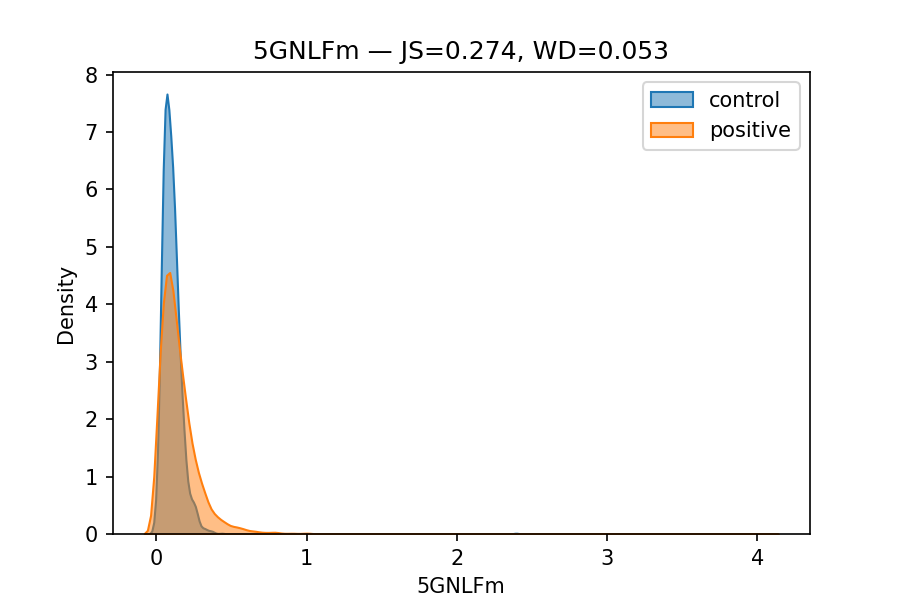 5GNLFm — JS=0.274, WD=0.053
control
positive
Density
8
7
6
5
4
3
2
1
0
0 1 2 3 4
5GNLFm